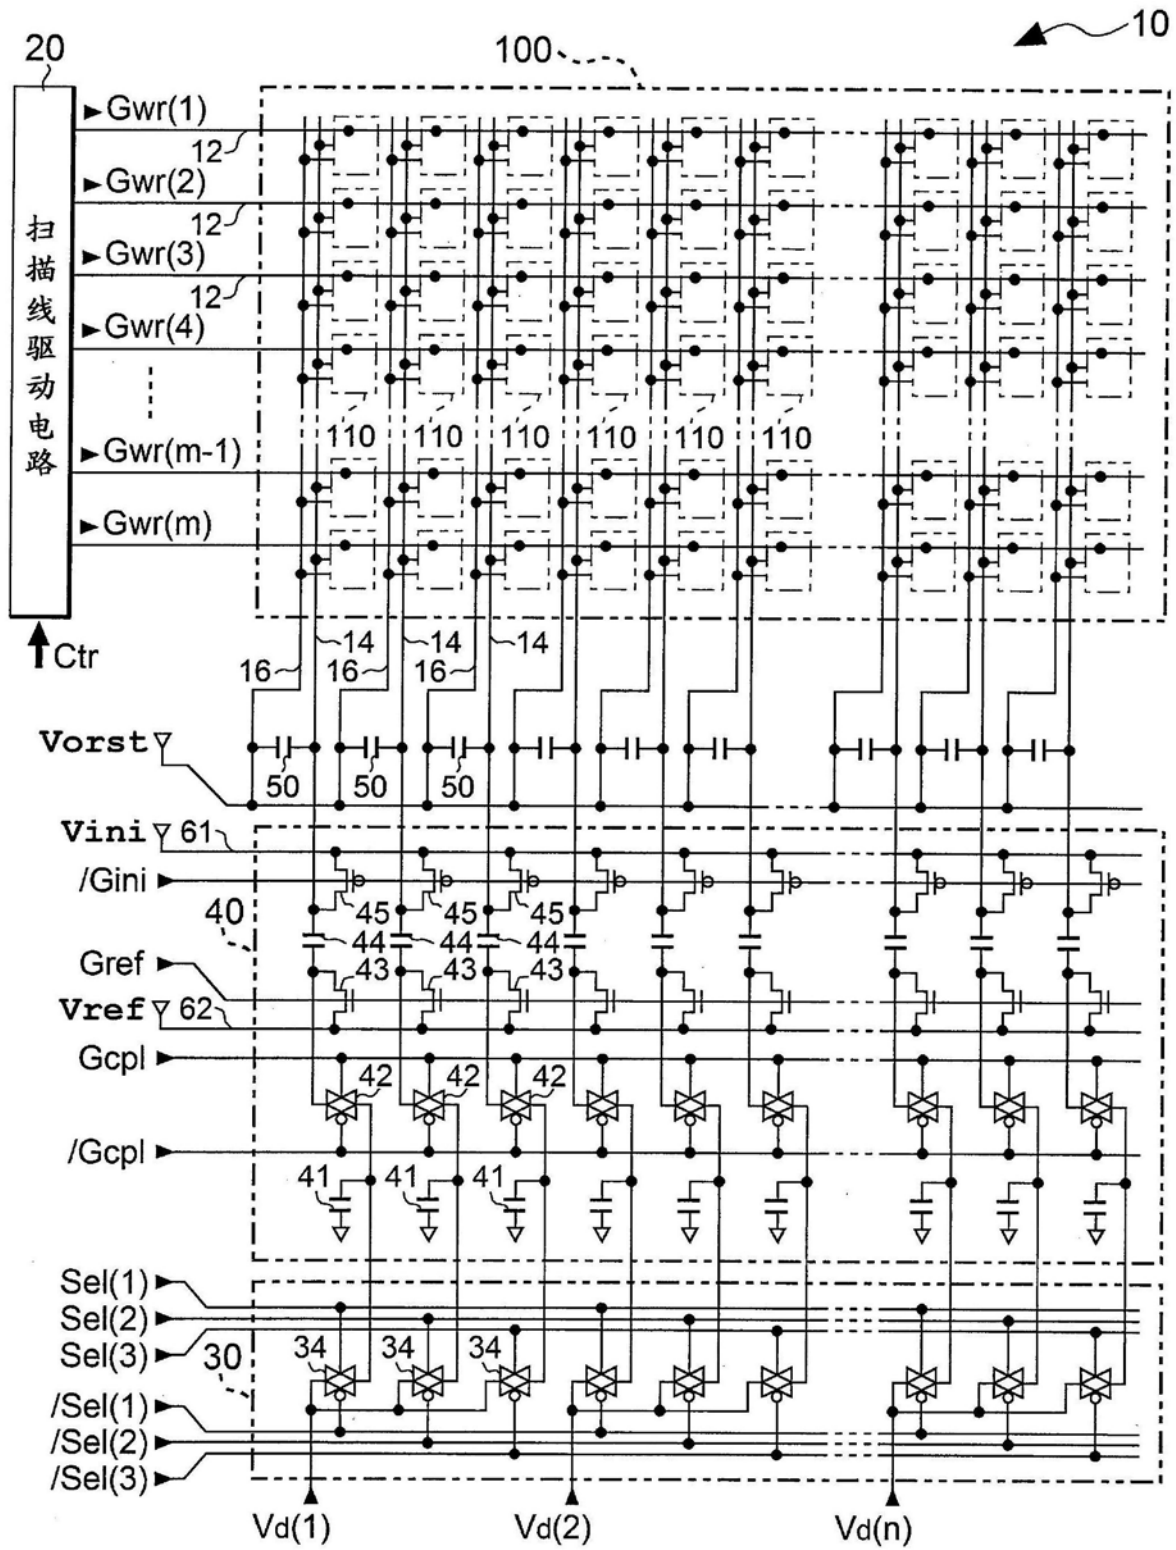 10
20
100
Gwr(1)
12
Gwr(2)
12
Gwr(3)
12
Gwr(4)
扫描线驱动电路
110 110 110 110 110 110
Gwr(m-1)
Gwr(m)
Ctr
14 14 14
16 16 16
Vorst
50 50 50
Vini 61
/Gini
45 45 45
40
44 44 44
Gref
43 43 43
Vref 62
Gcpl
42 42 42
/Gcpl
41 41 41
Sel(1)
Sel(2)
Sel(3)
34 34 34
30
/Sel(1)
/Sel(2)
/Sel(3)
Vd(1) Vd(2) Vd(n)